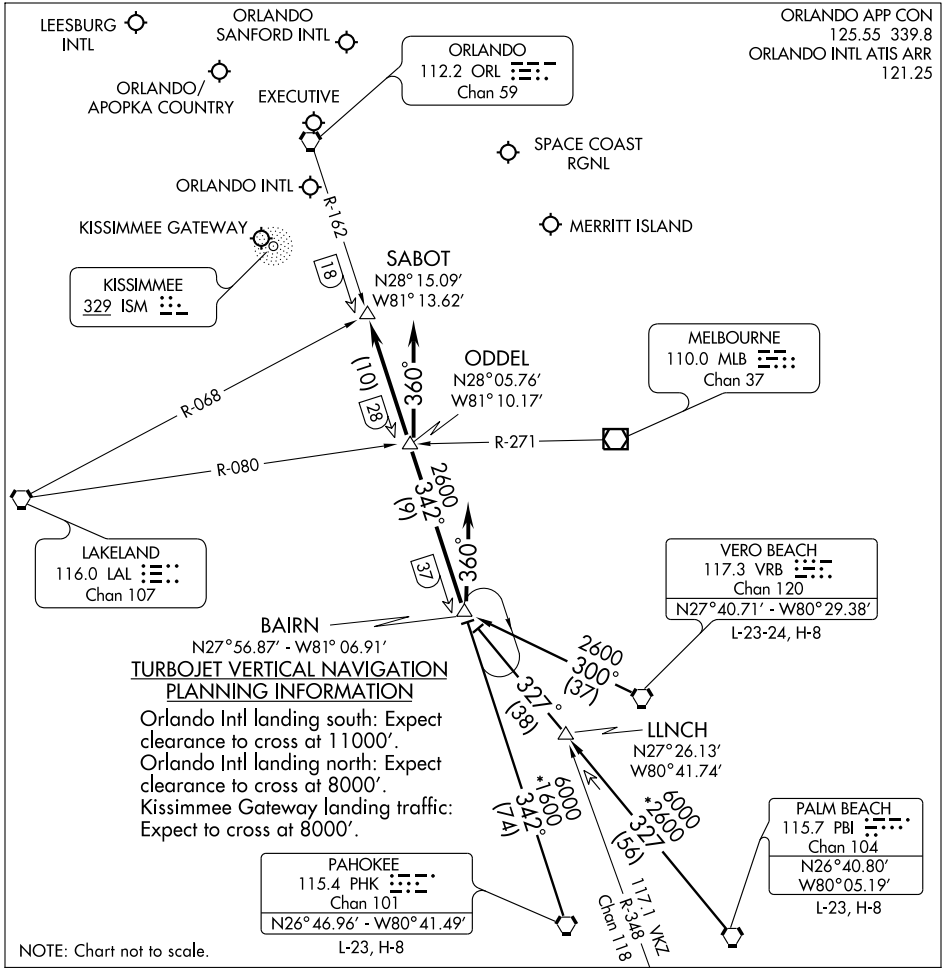 LEESBURG
INTL
ORLANDO
SANFORD INTL
ORLANDO APP CON
125.55 339.8
ORLANDO INTL ATIS ARR
121.25
ORLANDO
112.2 ORL
Chan 59
ORLANDO/
APOPKA COUNTRY
EXECUTIVE
SPACE COAST
RGNL
ORLANDO INTL
R-162
KISSIMMEE GATEWAY
MERRITT ISLAND
SABOT
N28° 15.09'
W81° 13.62'
18
KISSIMMEE
329 ISM
MELBOURNE
110.0 MLB
Chan 37
ODDEL
N28°05.76'
W81° 10.17'
(10)
360°
28
R-068
R-271
R-080
2600
342°
(9)
LAKELAND
116.0 LAL
Chan 107
37
360°
VERO BEACH
117.3 VRB
Chan 120
N27°40.71' - W80°29.38'
L-23-24, H-8
BAIRN
N27°56.87' - W81° 06.91'
2600
300°
(37)
327°
(38)
TURBOJET VERTICAL NAVIGATION
PLANNING INFORMATION
Orlando Intl landing south: Expect
clearance to cross at 11000'.
Orlando Intl landing north: Expect
clearance to cross at 8000'.
Kissimmee Gateway landing traffic:
Expect to cross at 8000'.
LLNCH
N27°26.13'
W80°41.74'
6000
*1600
342°
(74)
6000
*2600
327
(56)
PALM BEACH
115.7 PBI
Chan 104
N26°40.80'
W80°05.19'
L-23, H-8
PAHOKEE
115.4 PHK
Chan 101
N26°46.96' - W80°41.49'
L-23, H-8
117.1 VKZ
R-348
Chan 118
NOTE: Chart not to scale.